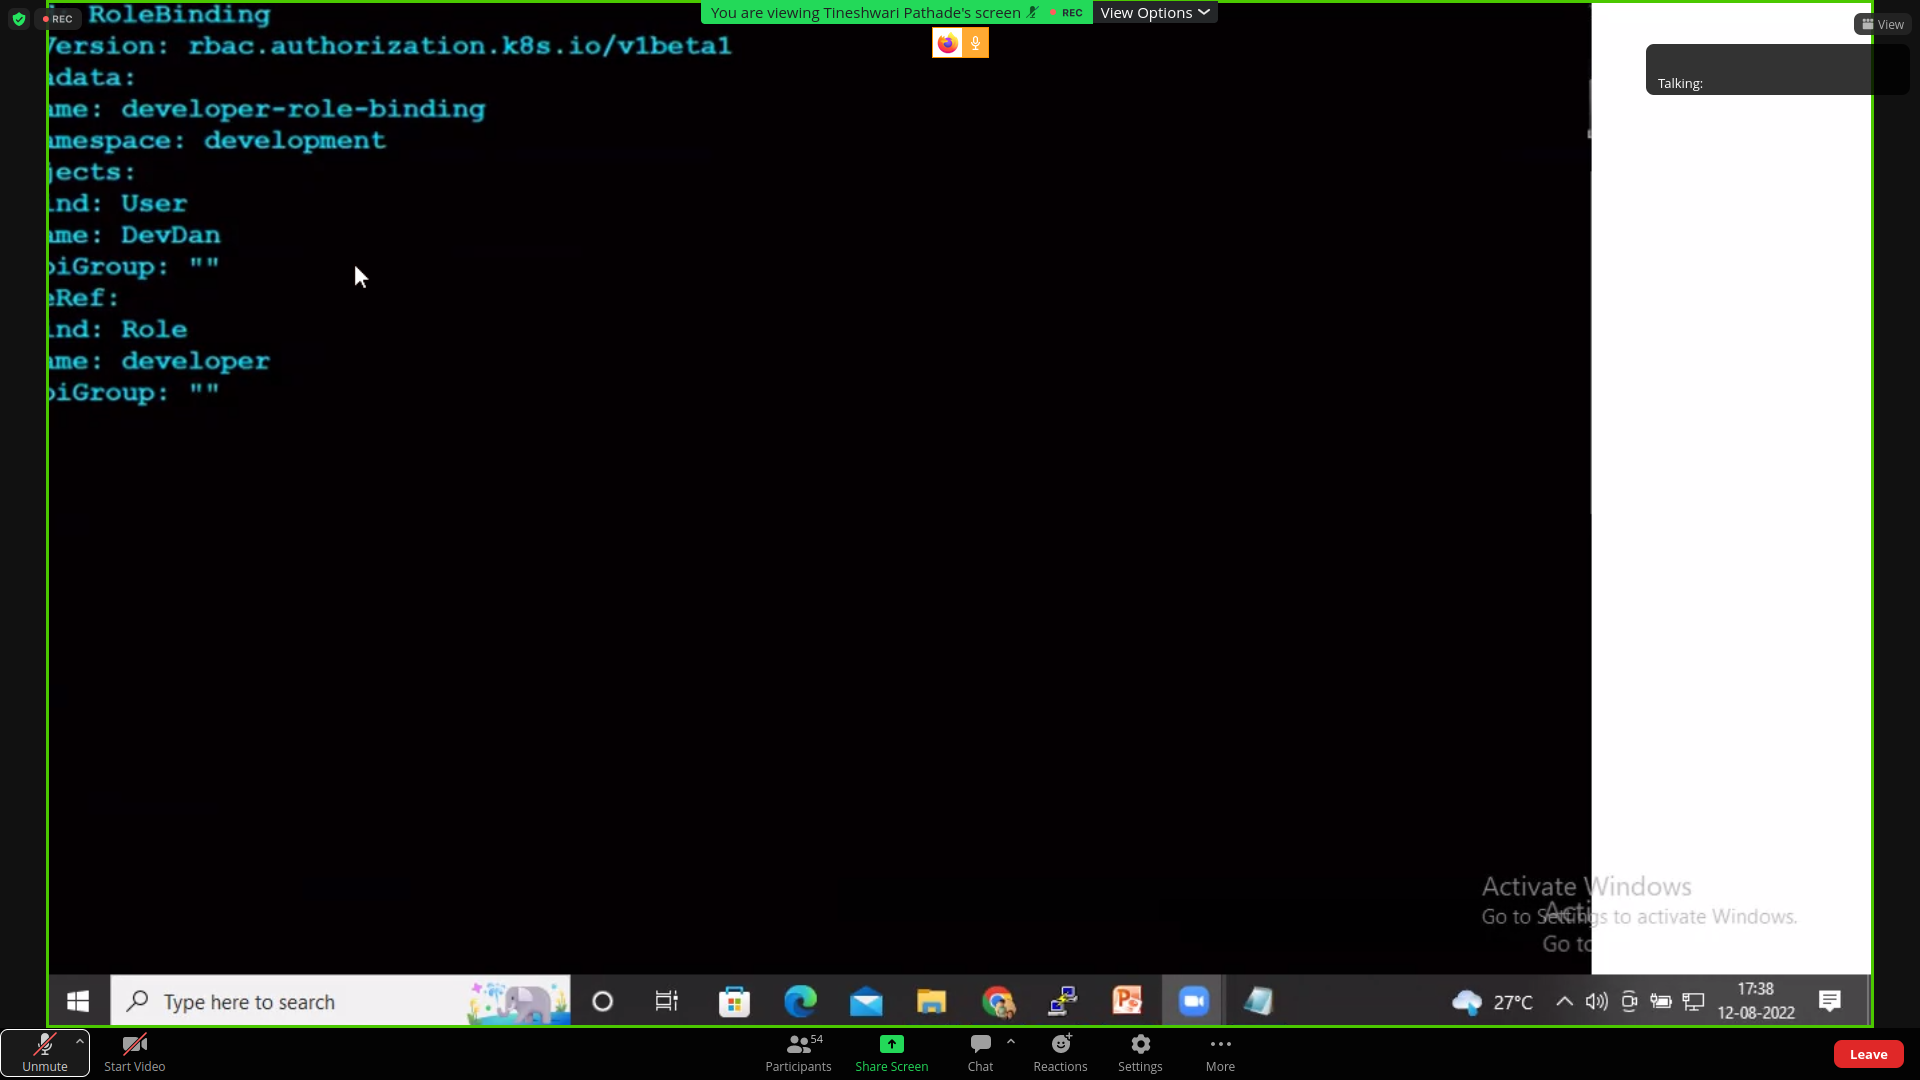 REC
You are viewing Tineshwari Pathade's screen REC View Options
View
Talking:
RoleBinding
Version: rbac.authorization.k8s.io/v1beta1
adata:
ame: developer-role-binding
amespace: development
jects:
ind: User
ame: DevDan
piGroup: ""
eRef:
ind: Role
ame: developer
piGroup: ""
Activate Windows
Go to Settings to activate Windows.
Acti
Go to
Type here to search
27°C
17:38
12-08-2022
Unmute
Start Video
Participants 54
Share Screen
Chat
Reactions
Settings
More
Leave